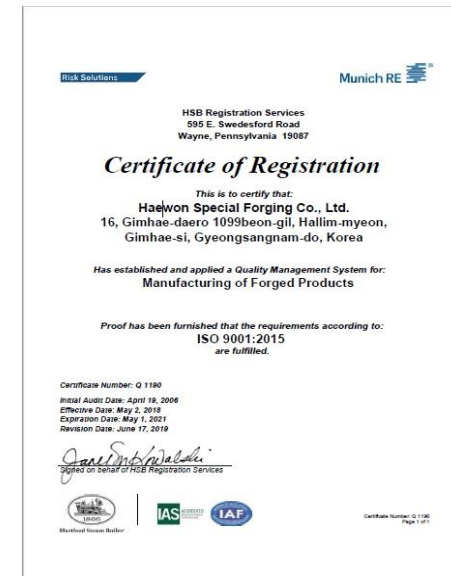 Risk Solutions
Munich RE
HSB Registration Services
595 E. Swedesford Road
Wayne, Pennsylvania 19087
Certificate of Registration
This is to certify that:
Haewon Special Forging Co., Ltd.
16, Gimhae-daero 1099beon-gil, Hallim-myeon,
Gimhae-si, Gyeongsangnam-do, Korea
Has established and applied a Quality Management System for:
Manufacturing of Forged Products
Proof has been furnished that the requirements according to:
ISO 9001:2015
are fulfilled.
Certificate Number: Q 1190
Initial Audit Date: April 19, 2006
Effective Date: May 2, 2018
Expiration Date: May 1, 2021
Revision Date: June 17, 2019
Signed on behalf of HSB Registration Services
1866
Hartford Steam Boiler
IAS ACCREDITED
IAF
Certificate Number: Q 1190
Page 1 of 1